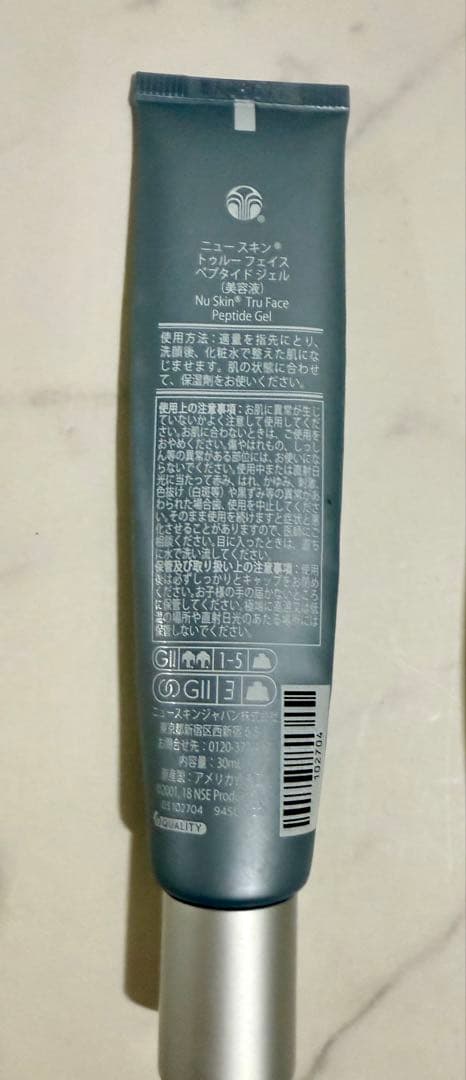 ニュースキン®
トゥルー フェイス
ペプタイド ジェル
(美容液)
Nu Skin® Tru Face
Peptide Gel
使用方法：適量を指先にとり、
洗顔後、化粧水で整えた肌にな
じませます。肌の状態に合わせ
て、保湿剤をお使いください。
使用上の注意事項：お肌に異常が生じ
ていないかよく注意して使用してくだ
さい。お肌に合わないときは、ご使用を
おやめください。傷やはれもの、しっし
ん等の異常がある部位には、お使いにな
らないでください。使用中または直射日
光に当たって赤み、はれ、かゆみ、刺激、
色抜け（白斑等）や黒ずみ等の異常があ
らわれた場合は、使用を中止してくださ
い。そのまま使用を続けますと症状を悪
化させることがありますので、医師にご
相談ください。目に入ったときは、直ち
に水で洗い流してください。
保管及び取り扱い上の注意事項：使用
後は必ずしっかりとキャップをお閉め
ください。お子様の手の届かないところ
に保管してください。極端に高温又は低
温の場所や直射日光のあたる場所には
保管しないでください。
GII 1-5
GII 3
ニュースキンジャパン株式会社
東京都新宿区西新宿
お問合せ先：0120-37
内容量：30mL
原産国：アメリカ
©2001, 18 NSE Produ
03102704 945
QUALITY
102704